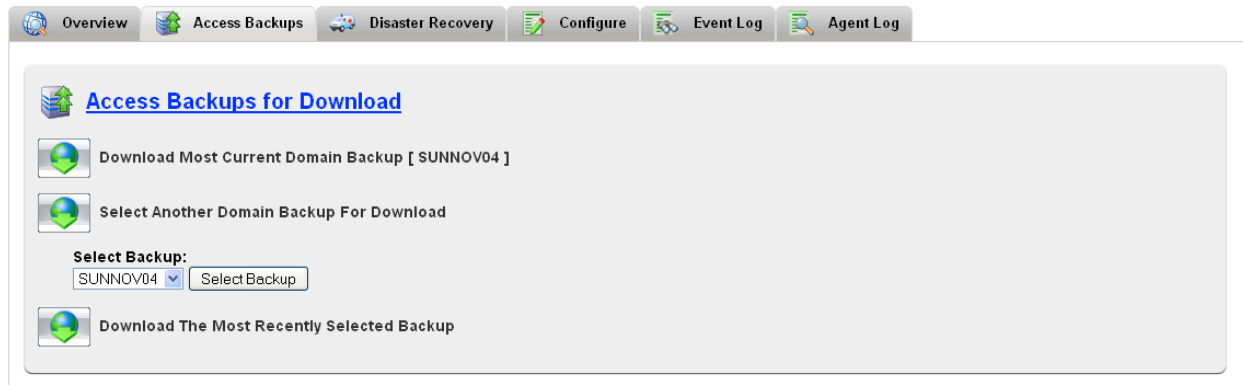 Overview Access Backups Disaster Recovery Configure Event Log Agent Log
Access Backups for Download
Download Most Current Domain Backup [ SUNNOV04 ]
Select Another Domain Backup For Download
Select Backup:
SUNNOV04 Select Backup
Download The Most Recently Selected Backup